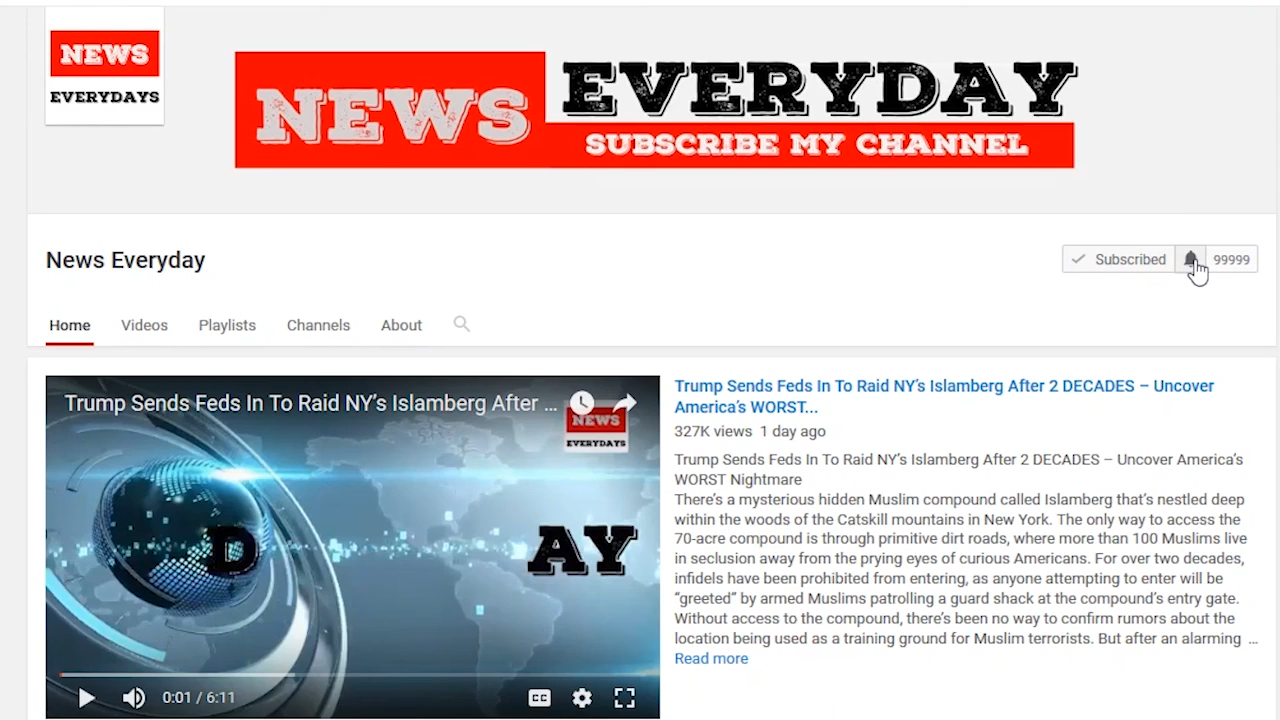 NEWS
EVERYDAYS
NEWS
EVERYDAY
SUBSCRIBE MY CHANNEL
News Everyday
Subscribed
99999
Home
Videos
Playlists
Channels
About
Trump Sends Feds In To Raid NY’s Islamberg After ...
NEWS
EVERYDAYS
D
AY
0:01 / 6:11
CC
Trump Sends Feds In To Raid NY’s Islamberg After 2 DECADES – Uncover
America’s WORST...
327K views 1 day ago
Trump Sends Feds In To Raid NY’s Islamberg After 2 DECADES – Uncover America’s
WORST Nightmare
There’s a mysterious hidden Muslim compound called Islamberg that’s nestled deep
within the woods of the Catskill mountains in New York. The only way to access the
70-acre compound is through primitive dirt roads, where more than 100 Muslims live
in seclusion away from the prying eyes of curious Americans. For over two decades,
infidels have been prohibited from entering, as anyone attempting to enter will be
“greeted” by armed Muslims patrolling a guard shack at the compound’s entry gate.
Without access to the compound, there’s been no way to confirm rumors about the
location being used as a training ground for Muslim terrorists. But after an alarming ...
Read more